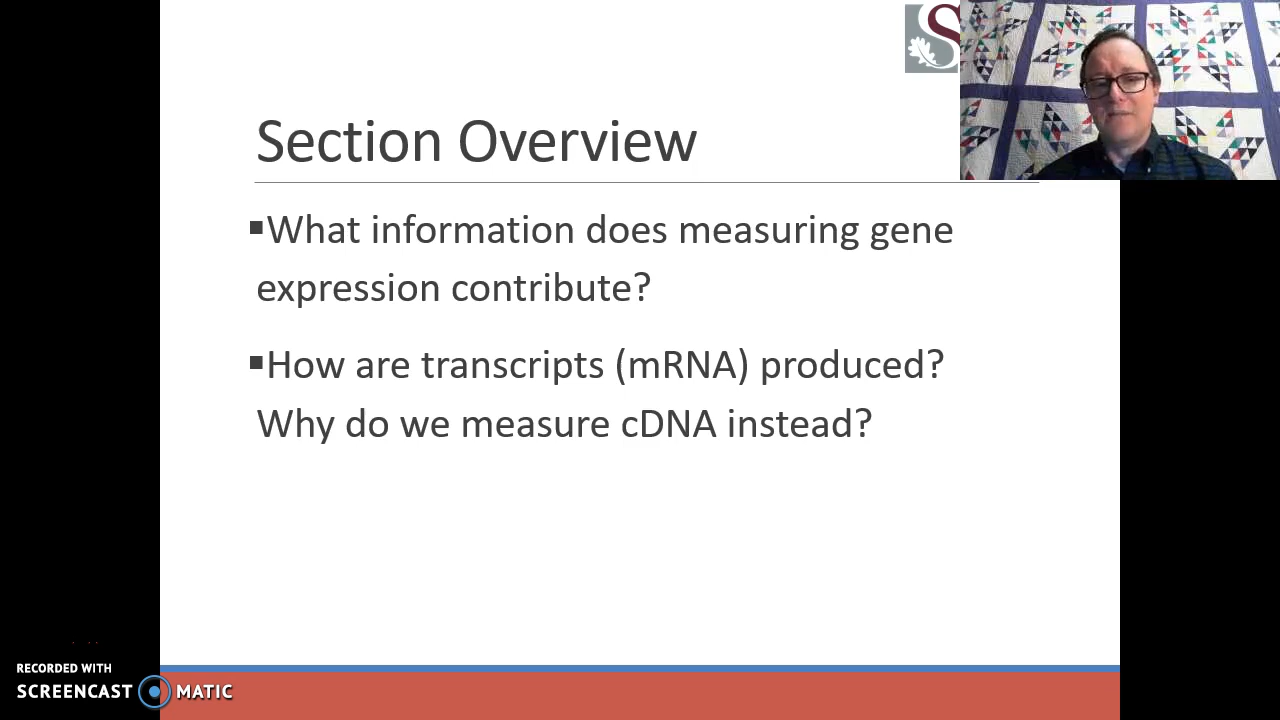 S
Section Overview
▪What information does measuring gene
expression contribute?
▪How are transcripts (mRNA) produced?
Why do we measure cDNA instead?
RECORDED WITH
SCREENCAST MATIC